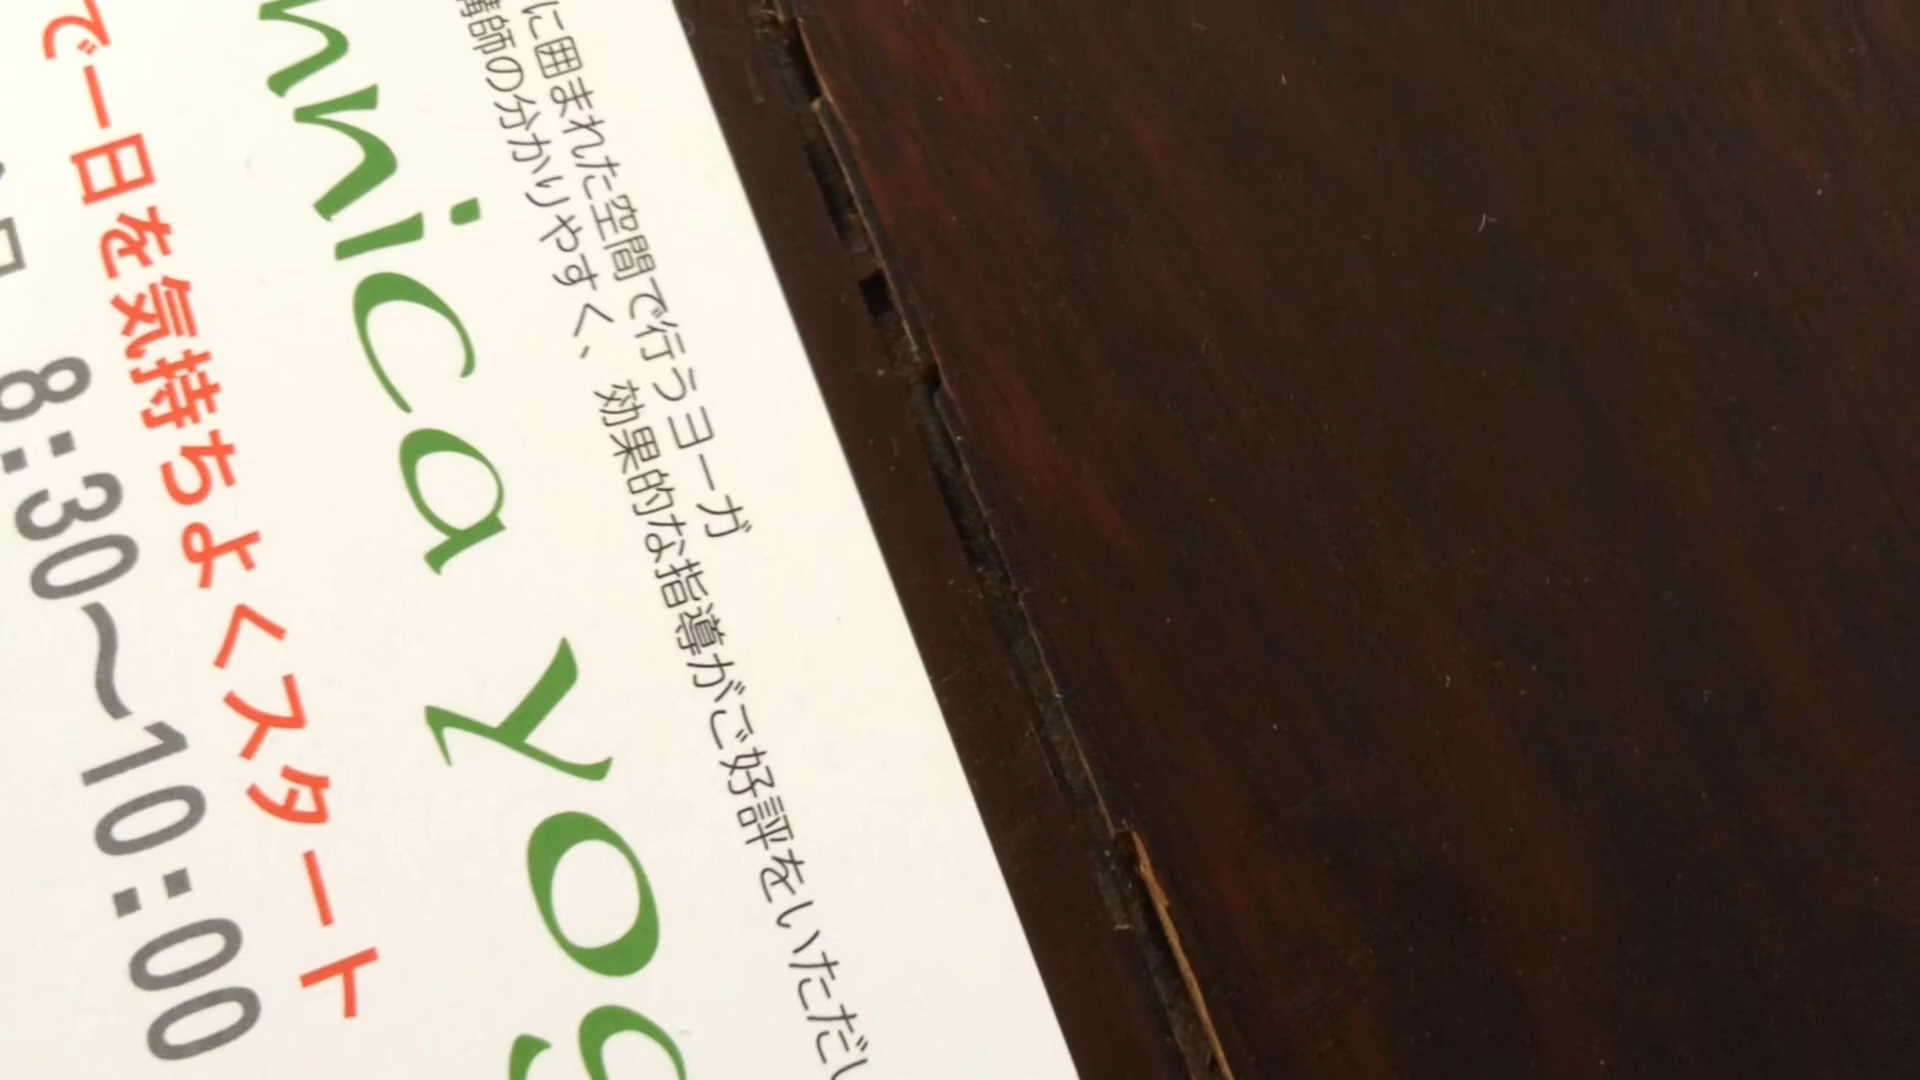 に囲まれた空間で行うヨーガ
講師の分かりやすく、効果的な指導がご好評をいただい
nnica yog
で一日を気持ちよくスタート
8:30〜10:00